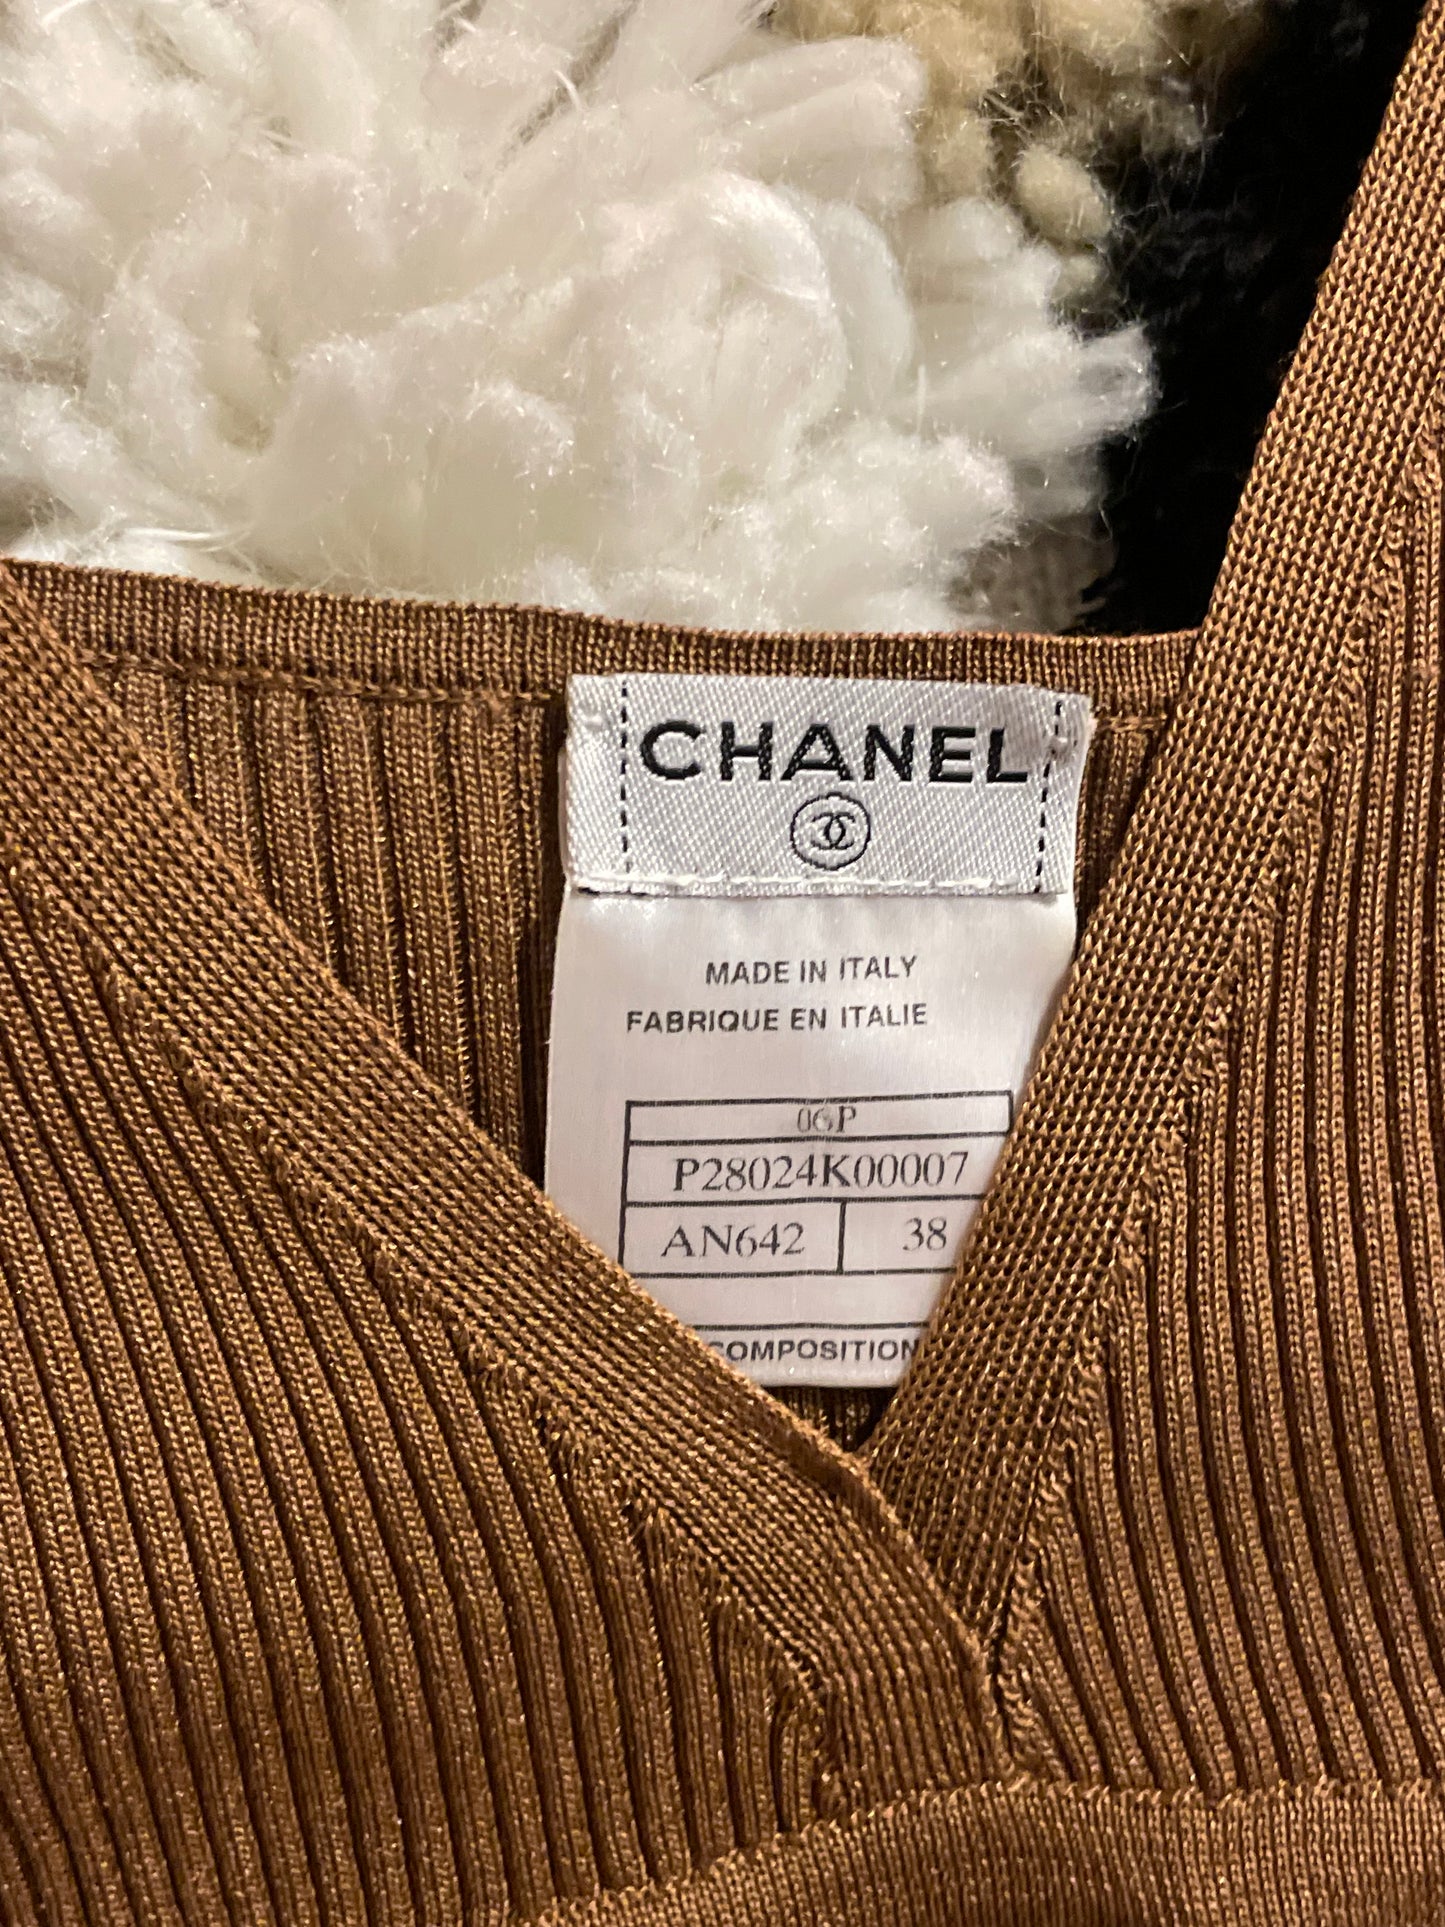 CHANEL
MADE IN ITALY
FABRIQUE EN ITALIE
06P
P28024K00007
AN642 38
COMPOSITION